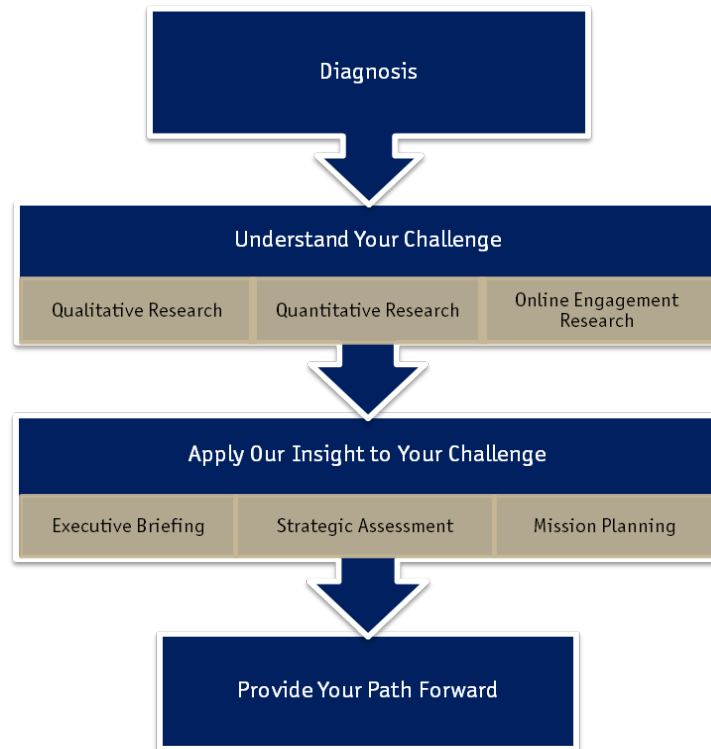 Diagnosis
Understand Your Challenge
Qualitative Research
Quantitative Research
Online Engagement
Research
Apply Our Insight to Your Challenge
Executive Briefing
Strategic Assessment
Mission Planning
Provide Your Path Forward